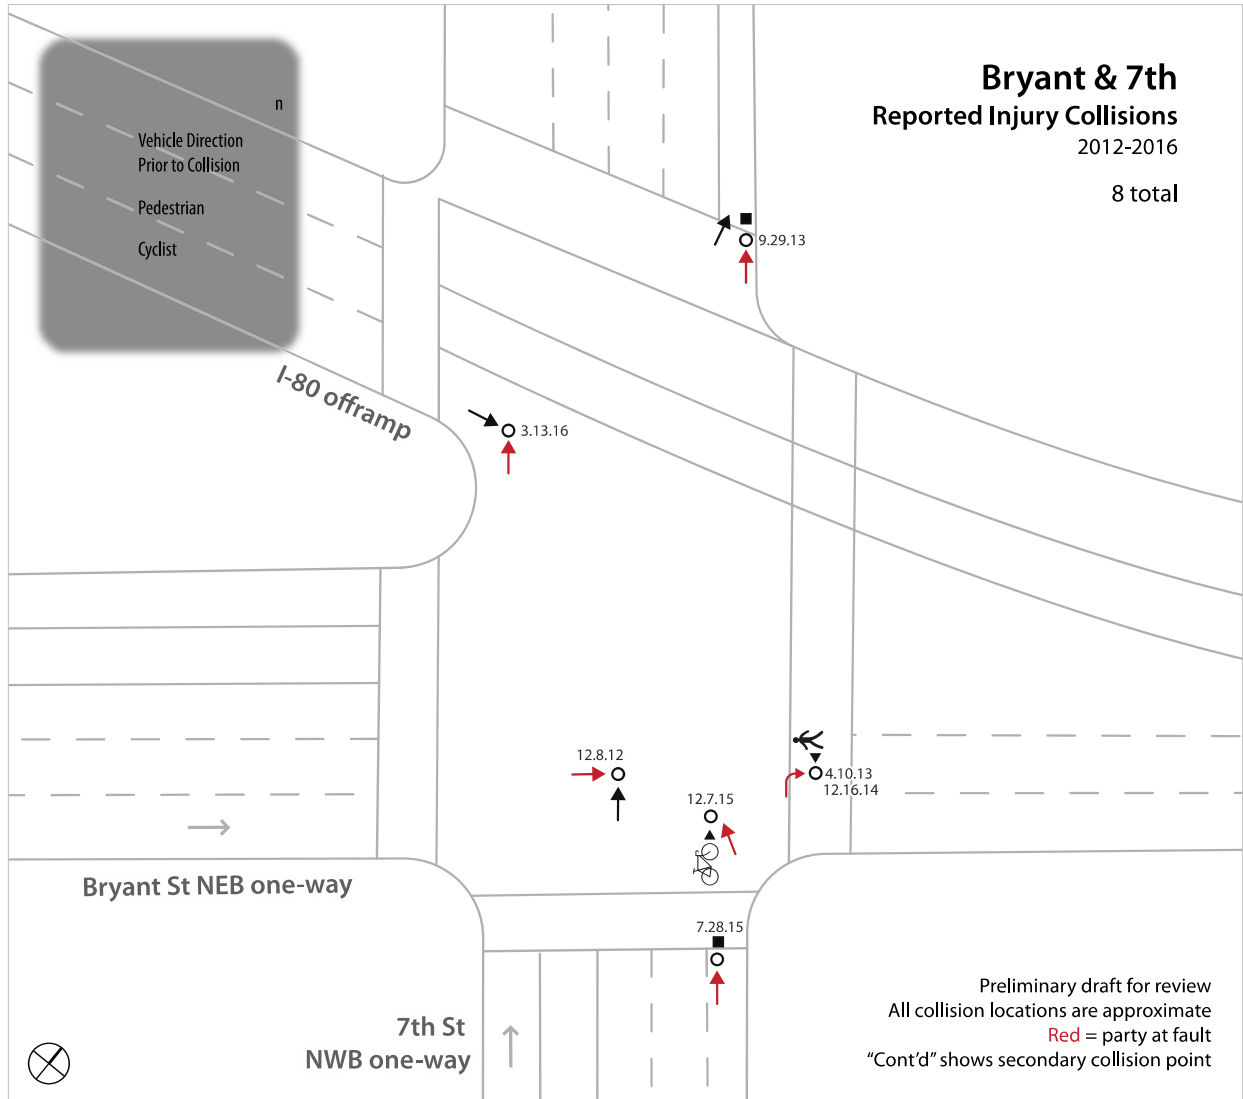 Bryant & 7th
Reported Injury Collisions
2012-2016
8 total
n
Vehicle Direction
Prior to Collision
Pedestrian
Cyclist
9.29.13
I-80 offramp
3.13.16
12.8.12
4.10.13
12.16.14
12.7.15
Bryant St NEB one-way
7.28.15
7th St
NWB one-way
Preliminary draft for review
All collision locations are approximate
Red = party at fault
“Cont’d” shows secondary collision point